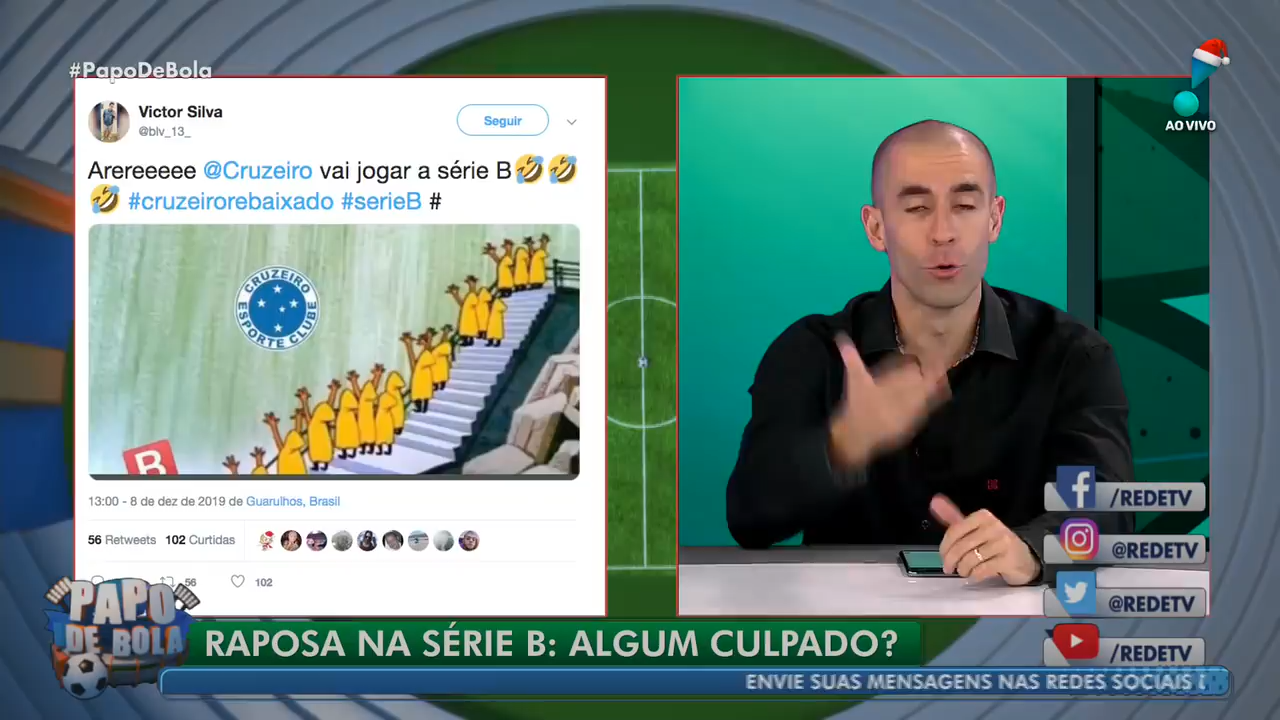 #PapoDeBola
Victor Silva
@blv_13_
Seguir
Arereeeee @Cruzeiro vai jogar a série B🤣🤣
🤣 #cruzeirorebaixado #serieB #
CRUZEIRO
ESPORTE CLUBE
B
13:00 - 8 de dez de 2019 de Guarulhos, Brasil
56 Retweets 102 Curtidas
56 102
AO VIVO
/REDETV
@REDETV
@REDETV
/REDETV
PAPO
DE BOLA
RAPOSA NA SÉRIE B: ALGUM CULPADO?
ENVIE SUAS MENSAGENS NAS REDES SOCIAIS